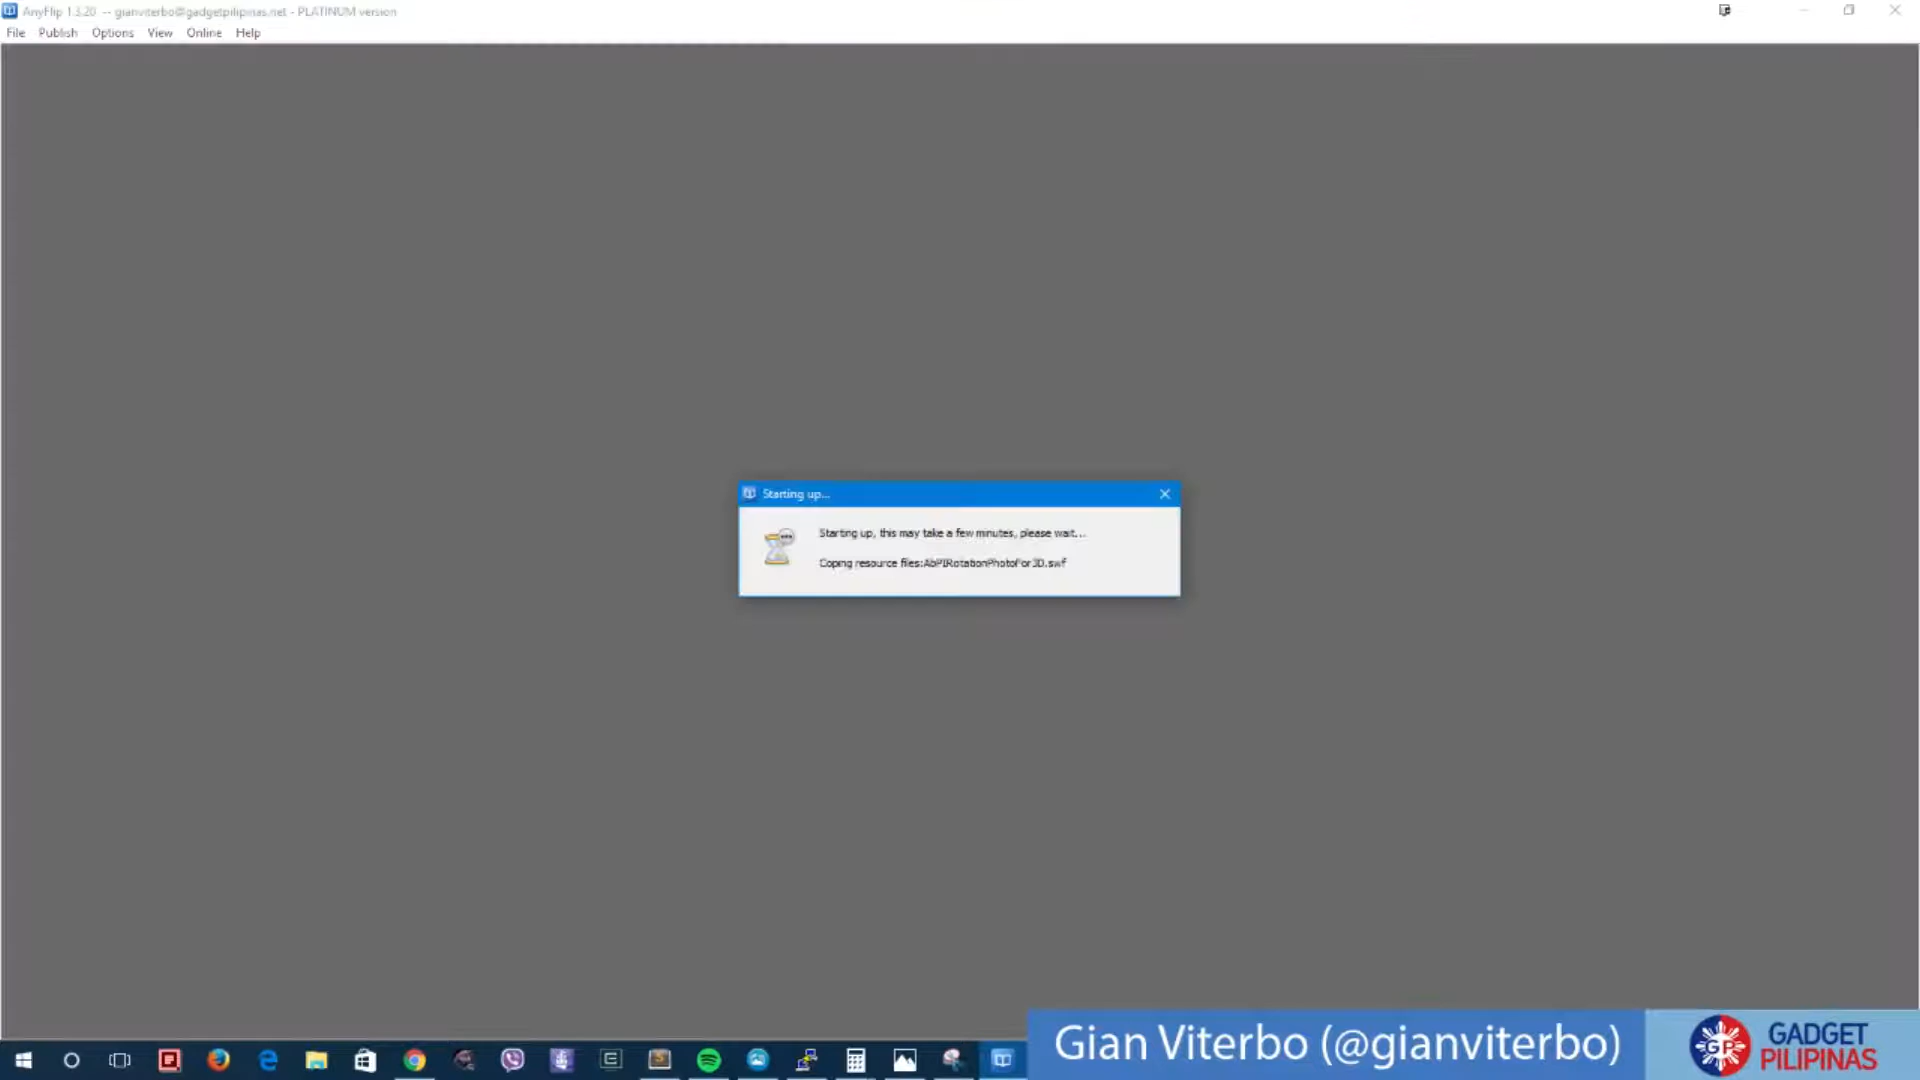 AnyFlip 1.3.20 -- gianviterbo@gadgetpilipinas.net - PLATINUM version
File Publish Options View Online Help
Starting up...
Starting up, this may take a few minutes, please wait...
Coping resource files:AbPIRotationPhotoFor3D.swf
Gian Viterbo (@gianviterbo)
GP
GADGET
PILIPINAS